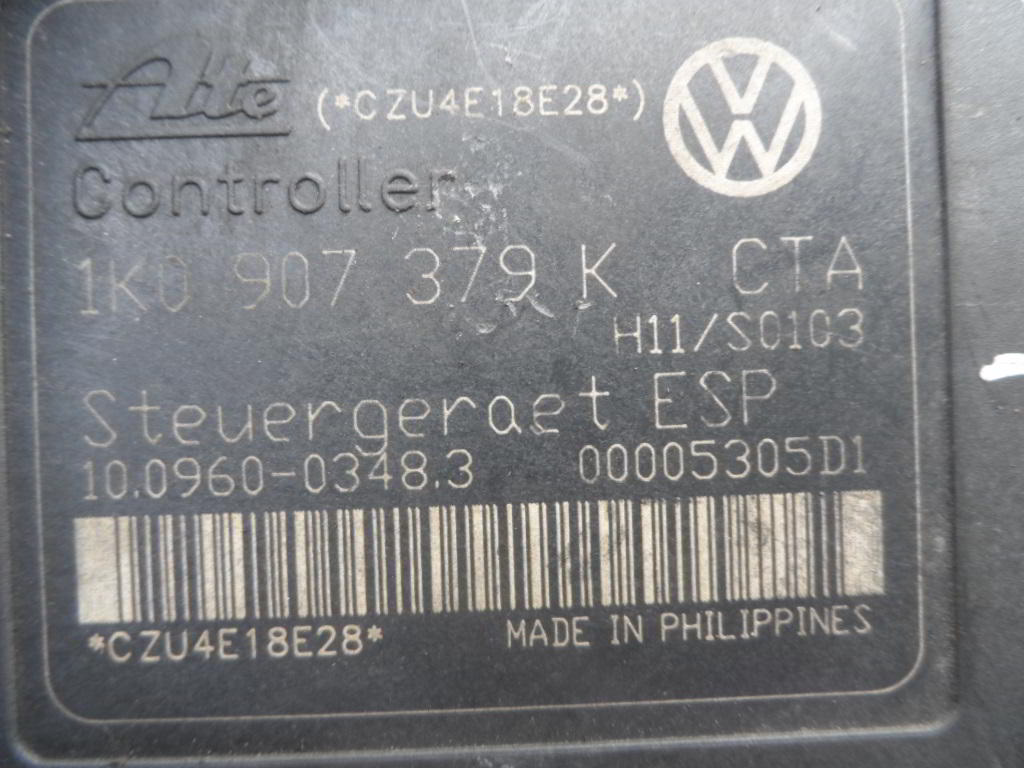 Ate (*CZU4E18E28*) VW
Controller
1K0 907 379 K CTA
H11/S0103
Steuergeraet ESP
10.0960-0348.3 00005305D1
*CZU4E18E28* MADE IN PHILIPPINES